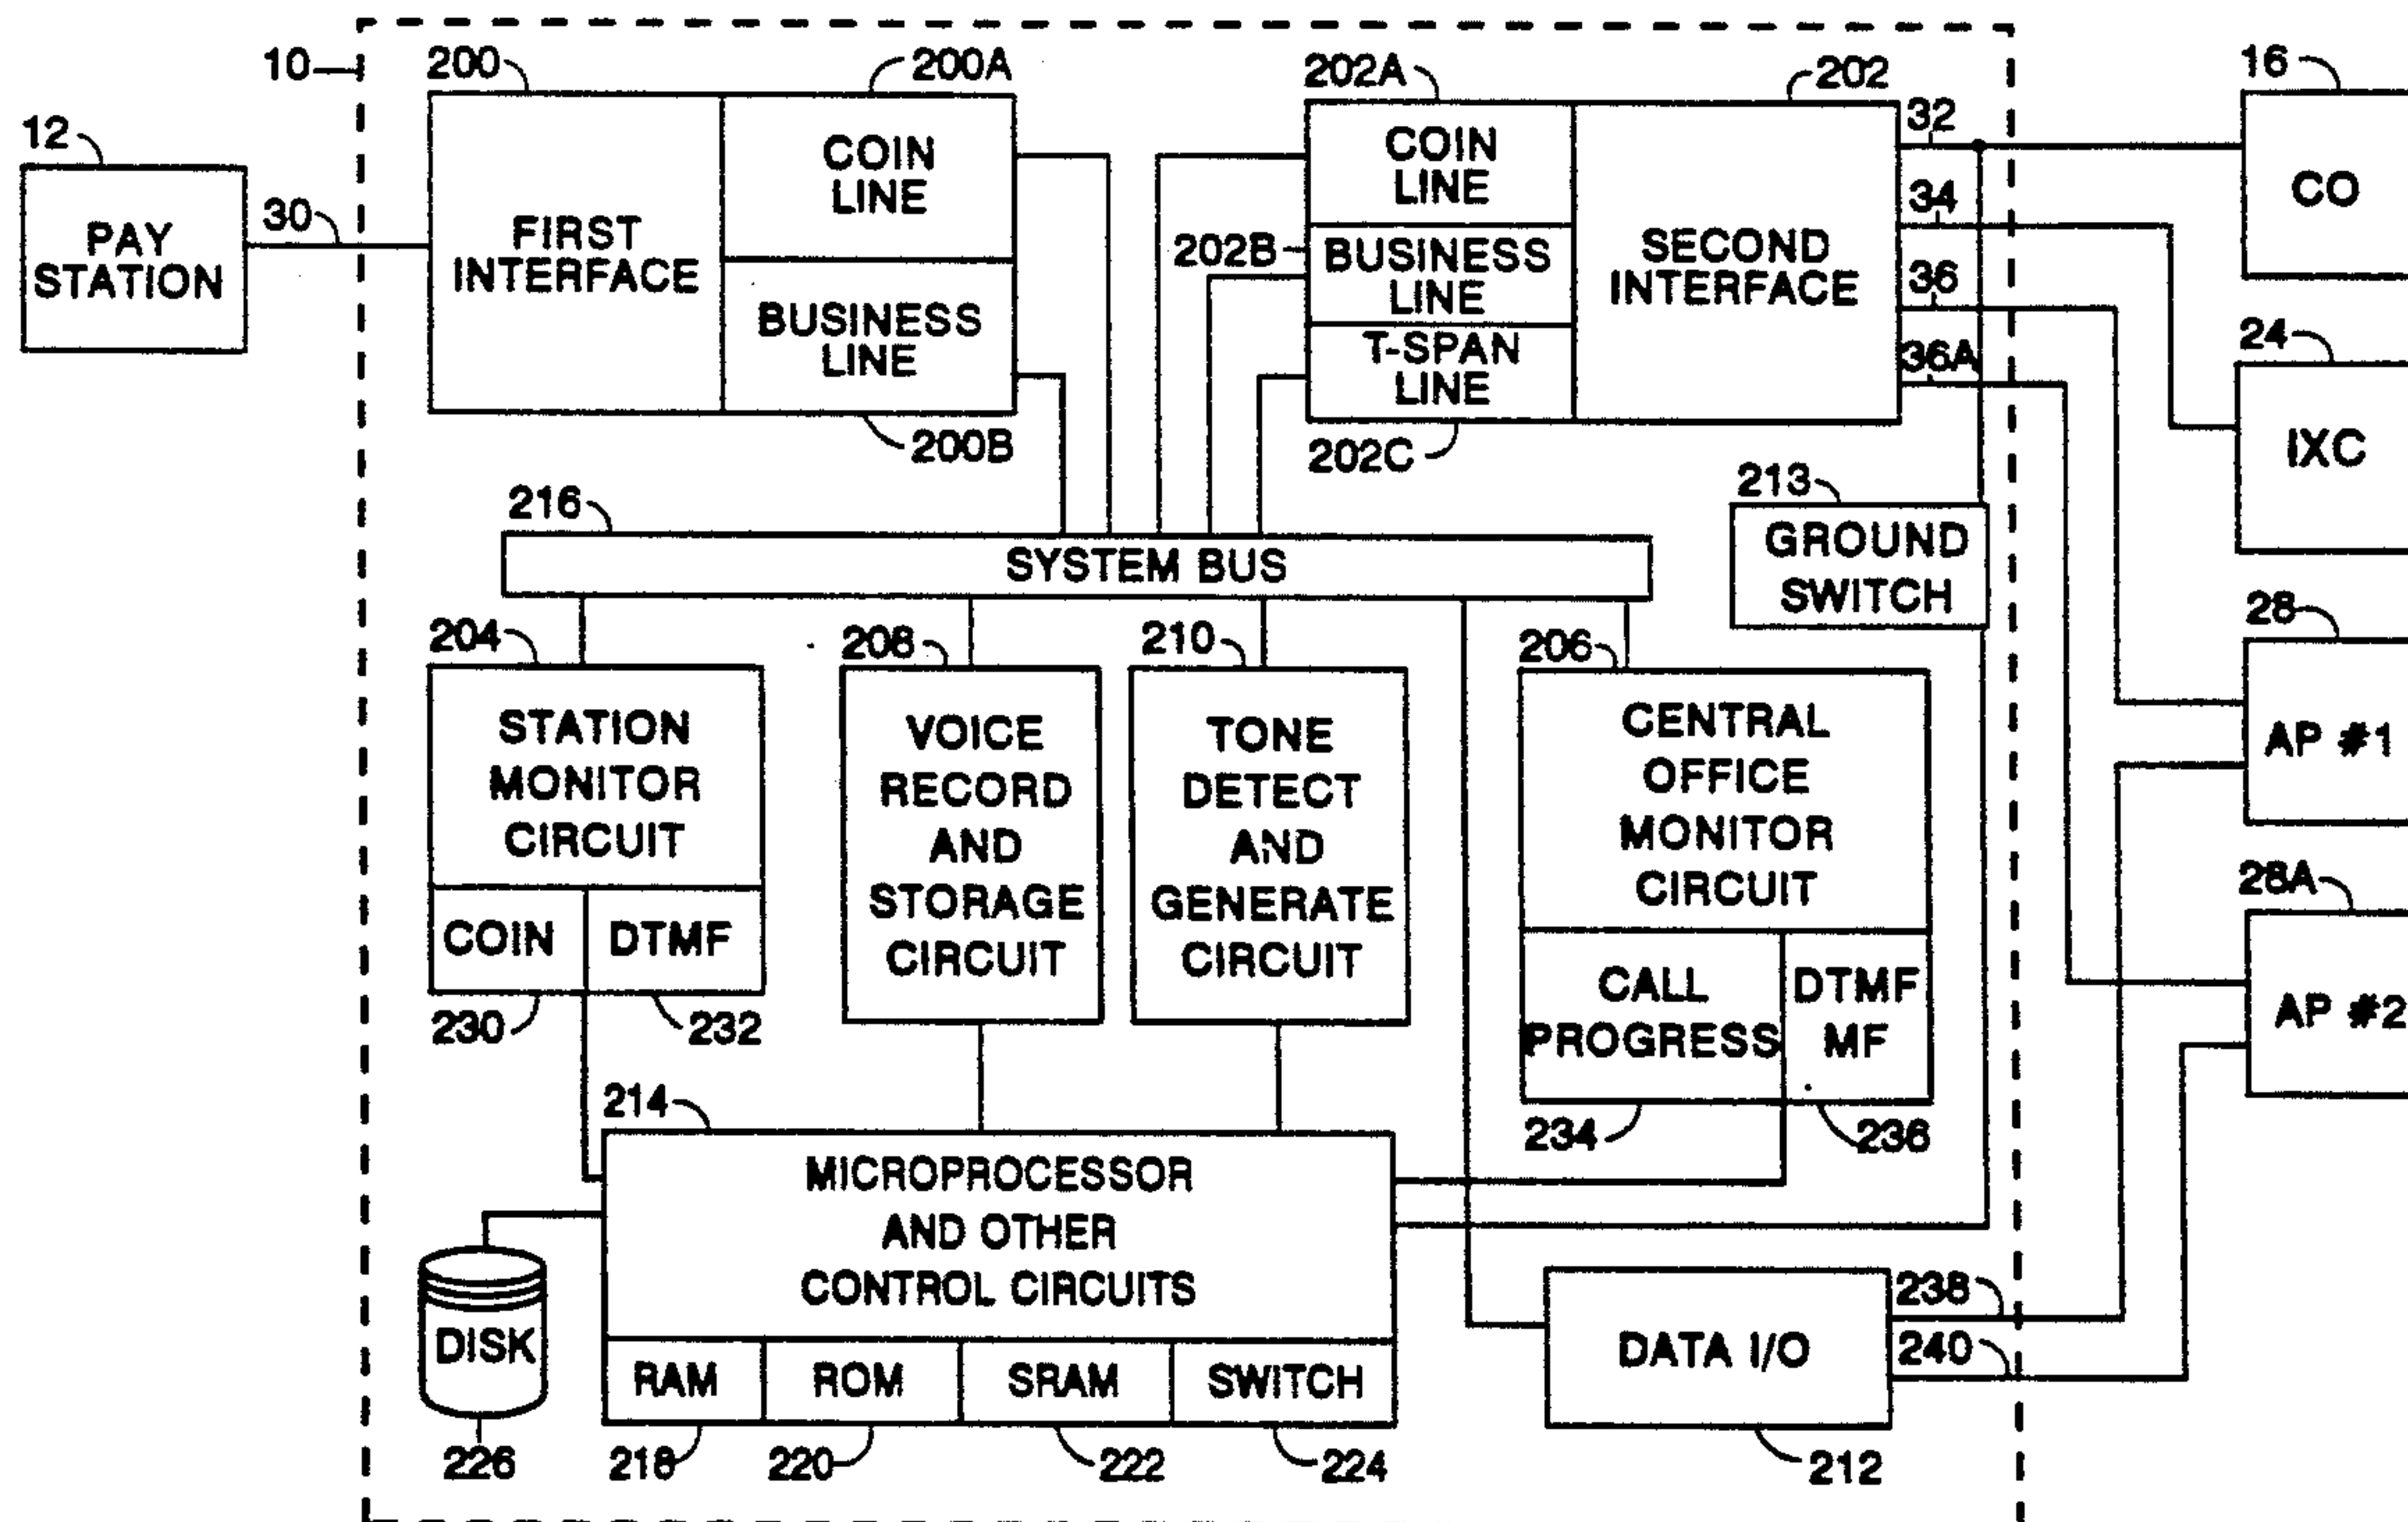 10
200
200A
202A
202
16
12
32
COIN
LINE
COIN
LINE
CO
PAY
STATION
30
FIRST
INTERFACE
34
202B
BUSINESS
LINE
SECOND
INTERFACE
36
BUSINESS
LINE
T-SPAN
LINE
36A
24
200B
202C
IXC
216
213
SYSTEM BUS
GROUND
SWITCH
204
208
210
206
28
STATION
MONITOR
CIRCUIT
VOICE
RECORD
AND
STORAGE
CIRCUIT
TONE
DETECT
AND
GENERATE
CIRCUIT
CENTRAL
OFFICE
MONITOR
CIRCUIT
AP #1
28A
COIN
DTMF
CALL
PROGRESS
DTMF
MF
AP #2
230
232
214
234
236
MICROPROCESSOR
AND OTHER
CONTROL CIRCUITS
DISK
238
DATA I/O
240
RAM
ROM
SRAM
SWITCH
226
218
220
222
224
212